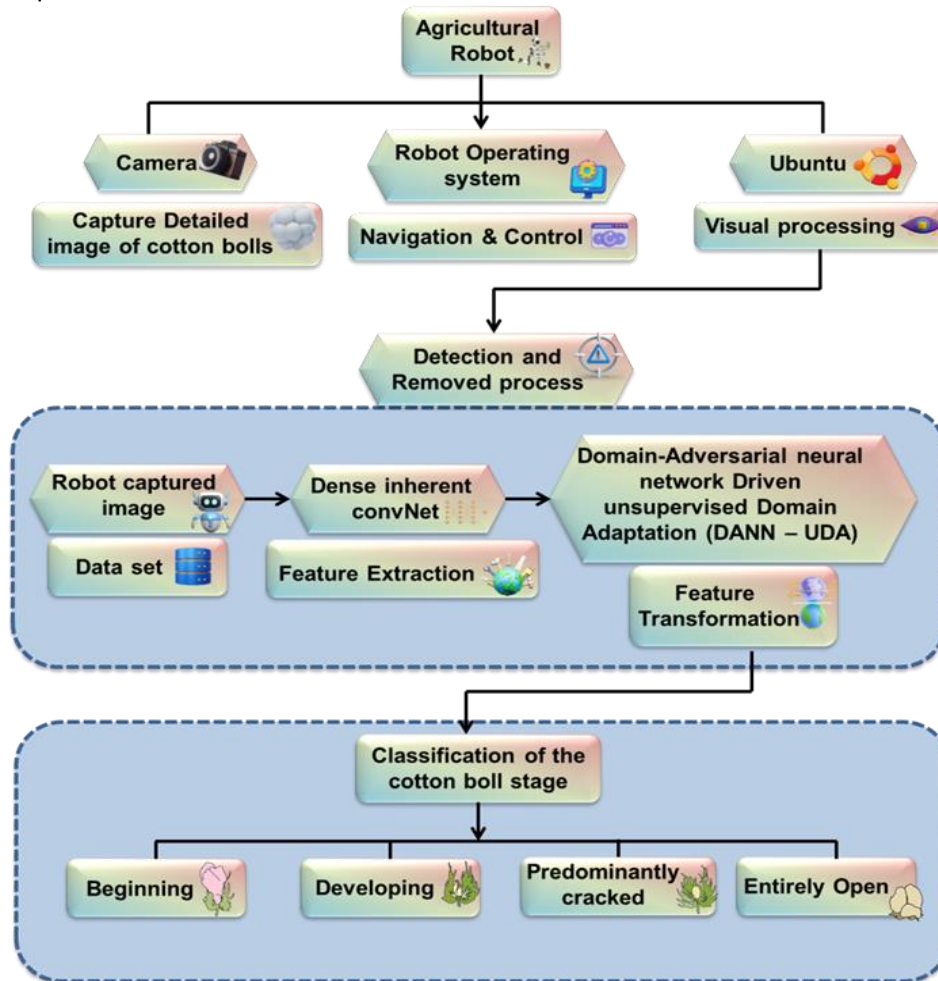 Agricultural
Robot
Camera
Robot Operating
system
Ubuntu
Capture Detailed
image of cotton bolls
Navigation & Control
Visual processing
Detection and
Removed process
Robot captured
image
Dense inherent
convNet
Domain-Adversarial neural
network Driven
unsupervised Domain
Adaptation (DANN – UDA)
Data set
Feature Extraction
Feature
Transformation
Classification of the
cotton boll stage
Beginning
Developing
Predominantly
cracked
Entirely Open